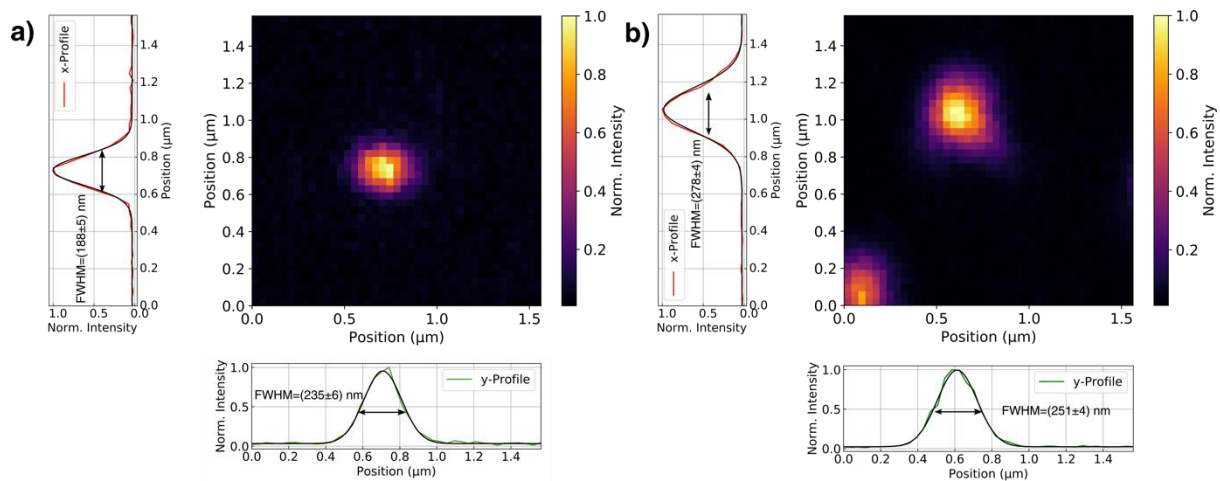 a)
x-Profile
FWHM=(188±5) nm
0.0
0.2
0.4
0.6
0.8
1.0
1.2
1.4
Position (µm)
1.0 0.5 0.0
Norm. Intensity
1.4
1.2
1.0
0.8
0.6
0.4
0.2
0.0
Position (µm)
0.0 0.5 1.0 1.5
Position (µm)
1.0
0.8
0.6
0.4
0.2
Norm. Intensity
1.0
0.5
0.0
Norm. Intensity
FWHM=(235±6) nm
y-Profile
0.0 0.2 0.4 0.6 0.8 1.0 1.2 1.4
Position (µm)
b)
x-Profile
FWHM=(278±4) nm
0.0
0.2
0.4
0.6
0.8
1.0
1.2
1.4
Position (µm)
1.0 0.5 0.0
Norm. Intensity
1.4
1.2
1.0
0.8
0.6
0.4
0.2
0.0
Position (µm)
0.0 0.5 1.0 1.5
Position (µm)
1.0
0.8
0.6
0.4
0.2
Norm. Intensity
1.0
0.5
0.0
Norm. Intensity
FWHM=(251±4) nm
y-Profile
0.0 0.2 0.4 0.6 0.8 1.0 1.2 1.4
Position (µm)